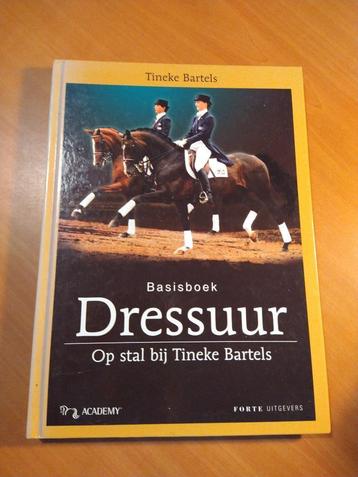 Tineke Bartels
Basisboek
Dressuur
Op stal bij Tineke Bartels
ACADEMY
FORTE UITGEVERS